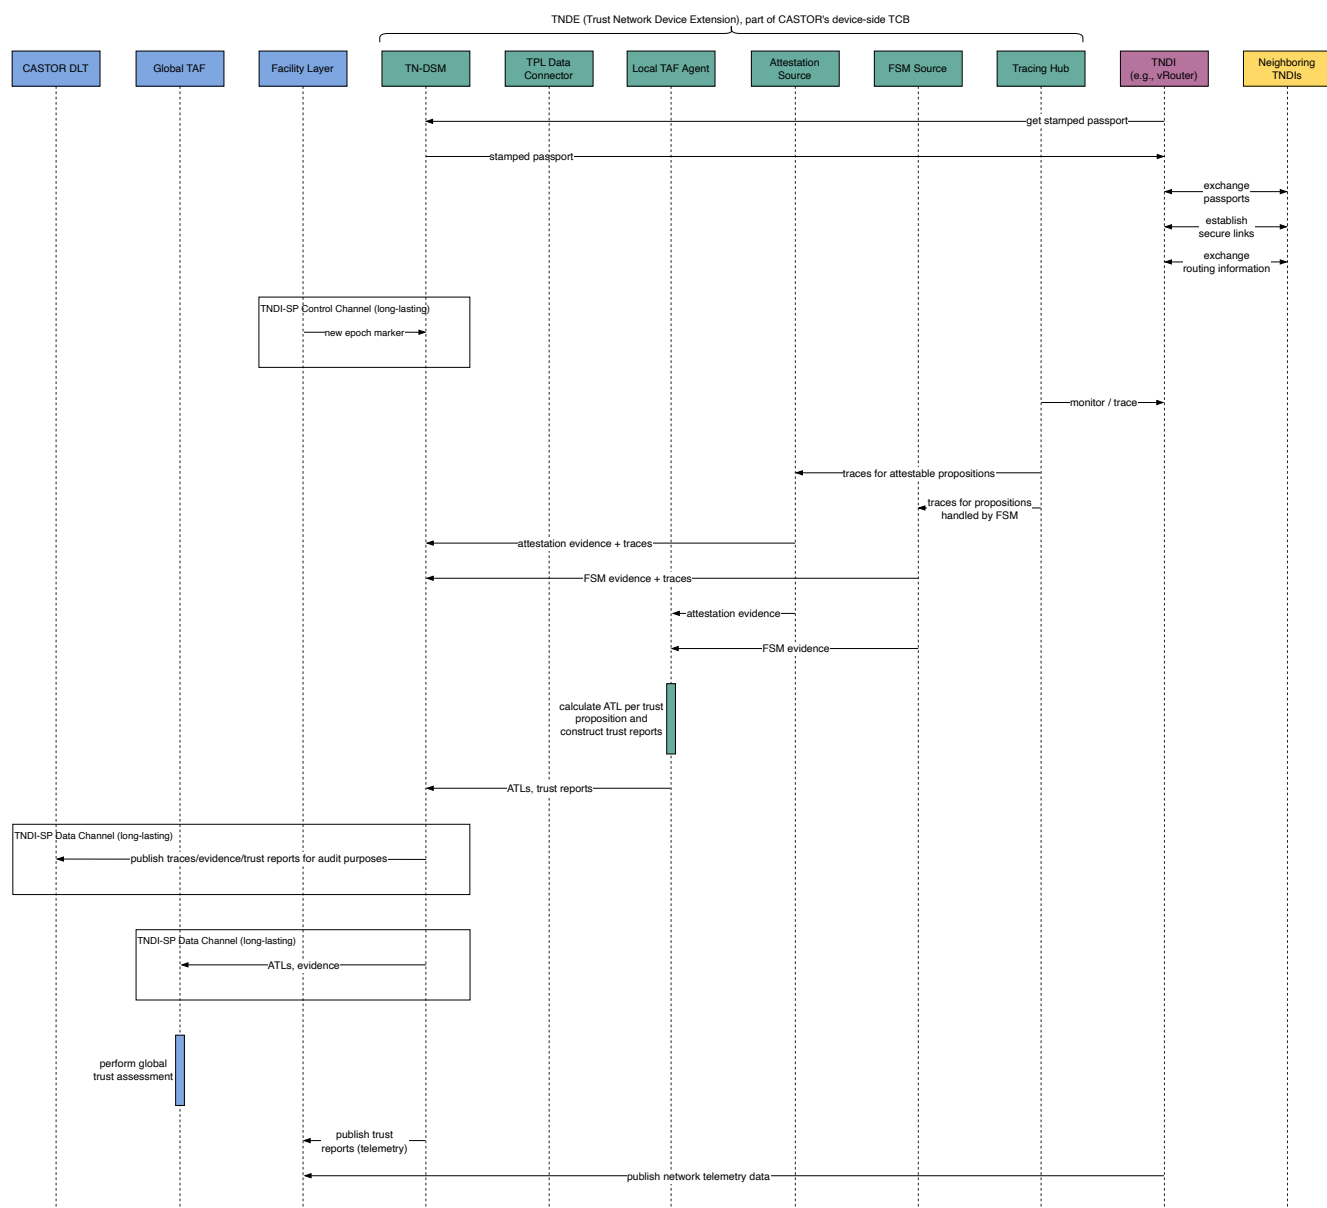 TNDE (Trust Network Device Extension), part of CASTOR's device-side TCB
CASTOR DLT
Global TAF
Facility Layer
TN-DSM
TPL Data
Connector
Local TAF Agent
Attestation
Source
FSM Source
Tracing Hub
TNDI
(e.g., vRouter)
Neighboring
TNDIs
get stamped passport
stamped passport
exchange
passports
establish
secure links
exchange
routing information
TNDI-SP Control Channel (long-lasting)
new epoch marker
monitor / trace
traces for attestable propositions
traces for propositions
handled by FSM
attestation evidence + traces
FSM evidence + traces
attestation evidence
FSM evidence
calculate ATL per trust
proposition and
construct trust reports
ATLs, trust reports
TNDI-SP Data Channel (long-lasting)
publish traces/evidence/trust reports for audit purposes
TNDI-SP Data Channel (long-lasting)
ATLs, evidence
perform global
trust assessment
publish trust
reports (telemetry)
publish network telemetry data